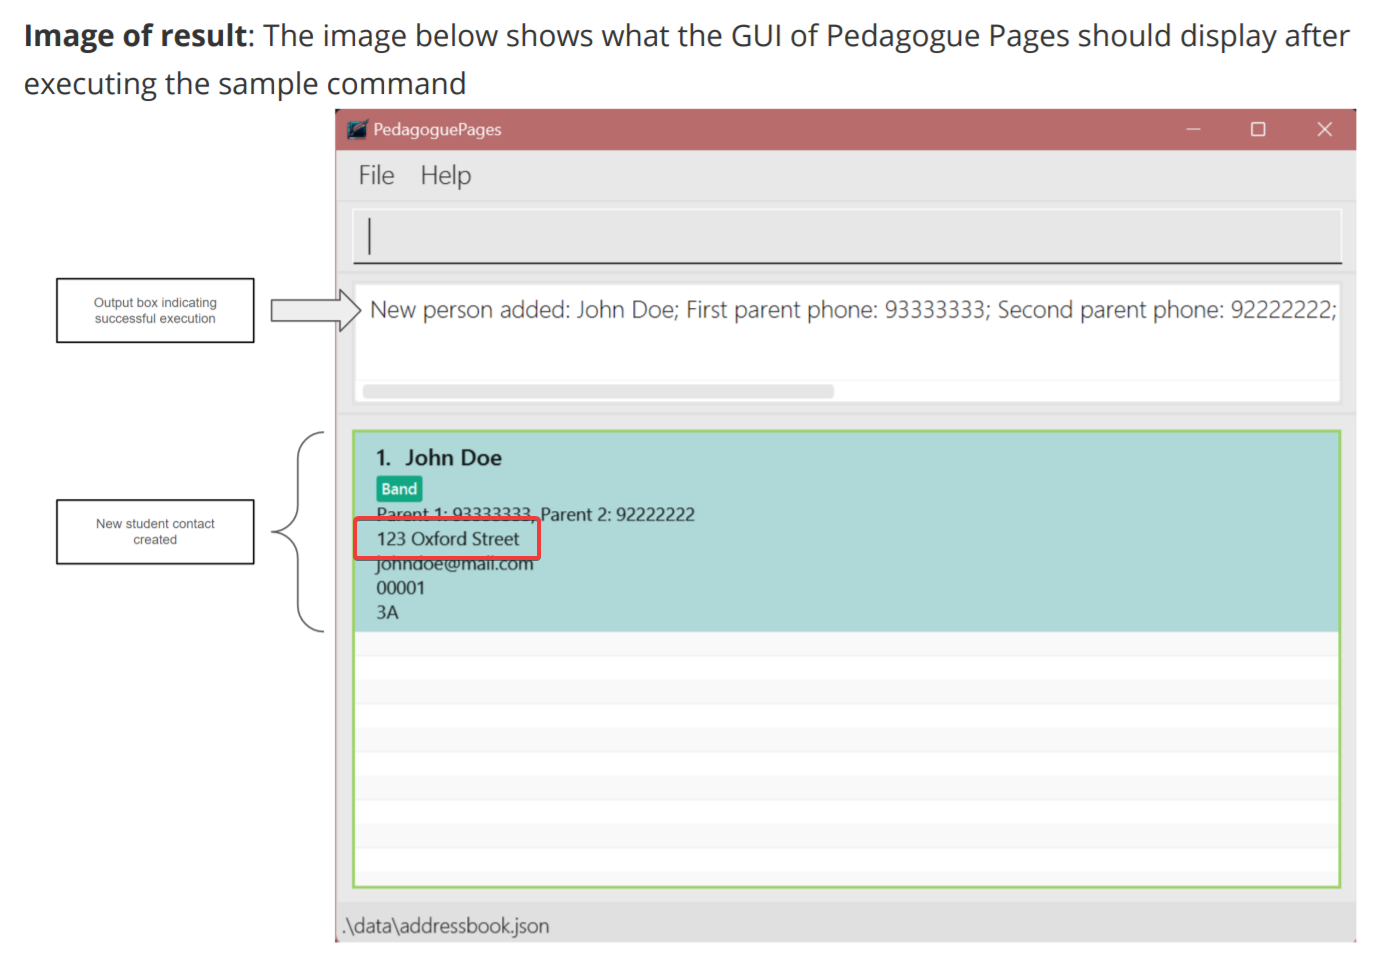 Image of result: The image below shows what the GUI of Pedagogue Pages should display after
executing the sample command
PedagoguePages
File Help
Output box indicating
successful execution
New person added: John Doe; First parent phone: 93333333; Second parent phone: 92222222;
1. John Doe
Band
Parent 1: 93333333, Parent 2: 92222222
123 Oxford Street
johndoe@mail.com
00001
3A
New student contact
created
.\data\addressbook.json